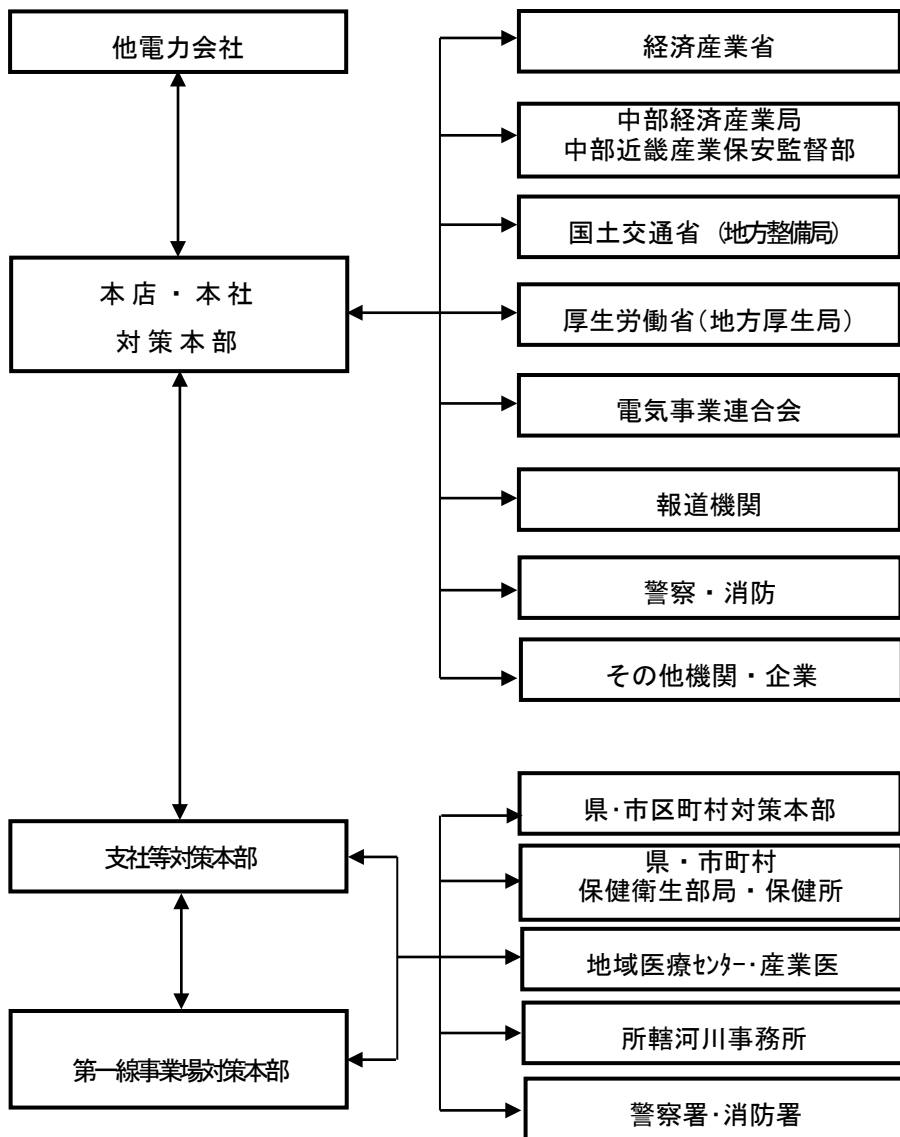 他電力会社
本店・本社
対策本部
支社等対策本部
第一線事業場対策本部
経済産業省
中部経済産業局
中部近畿産業保安監督部
国土交通省 (地方整備局)
厚生労働省(地方厚生局)
電気事業連合会
報道機関
警察・消防
その他機関・企業
県・市区町村対策本部
県・市町村
保健衛生部局・保健所
地域医療ｾﾝﾀｰ・産業医
所轄河川事務所
警察署・消防署